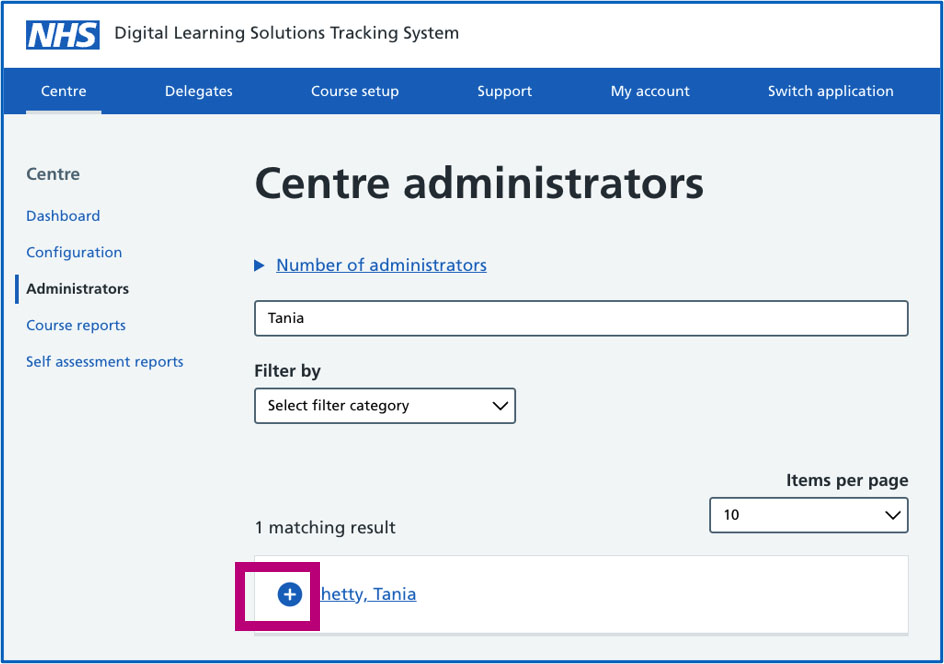 NHS Digital Learning Solutions Tracking System
Centre Delegates Course setup Support My account Switch application
Centre
Dashboard
Configuration
Administrators
Course reports
Self assessment reports
Centre administrators
Number of administrators
Tania
Filter by
Select filter category
Items per page
10
1 matching result
Tania